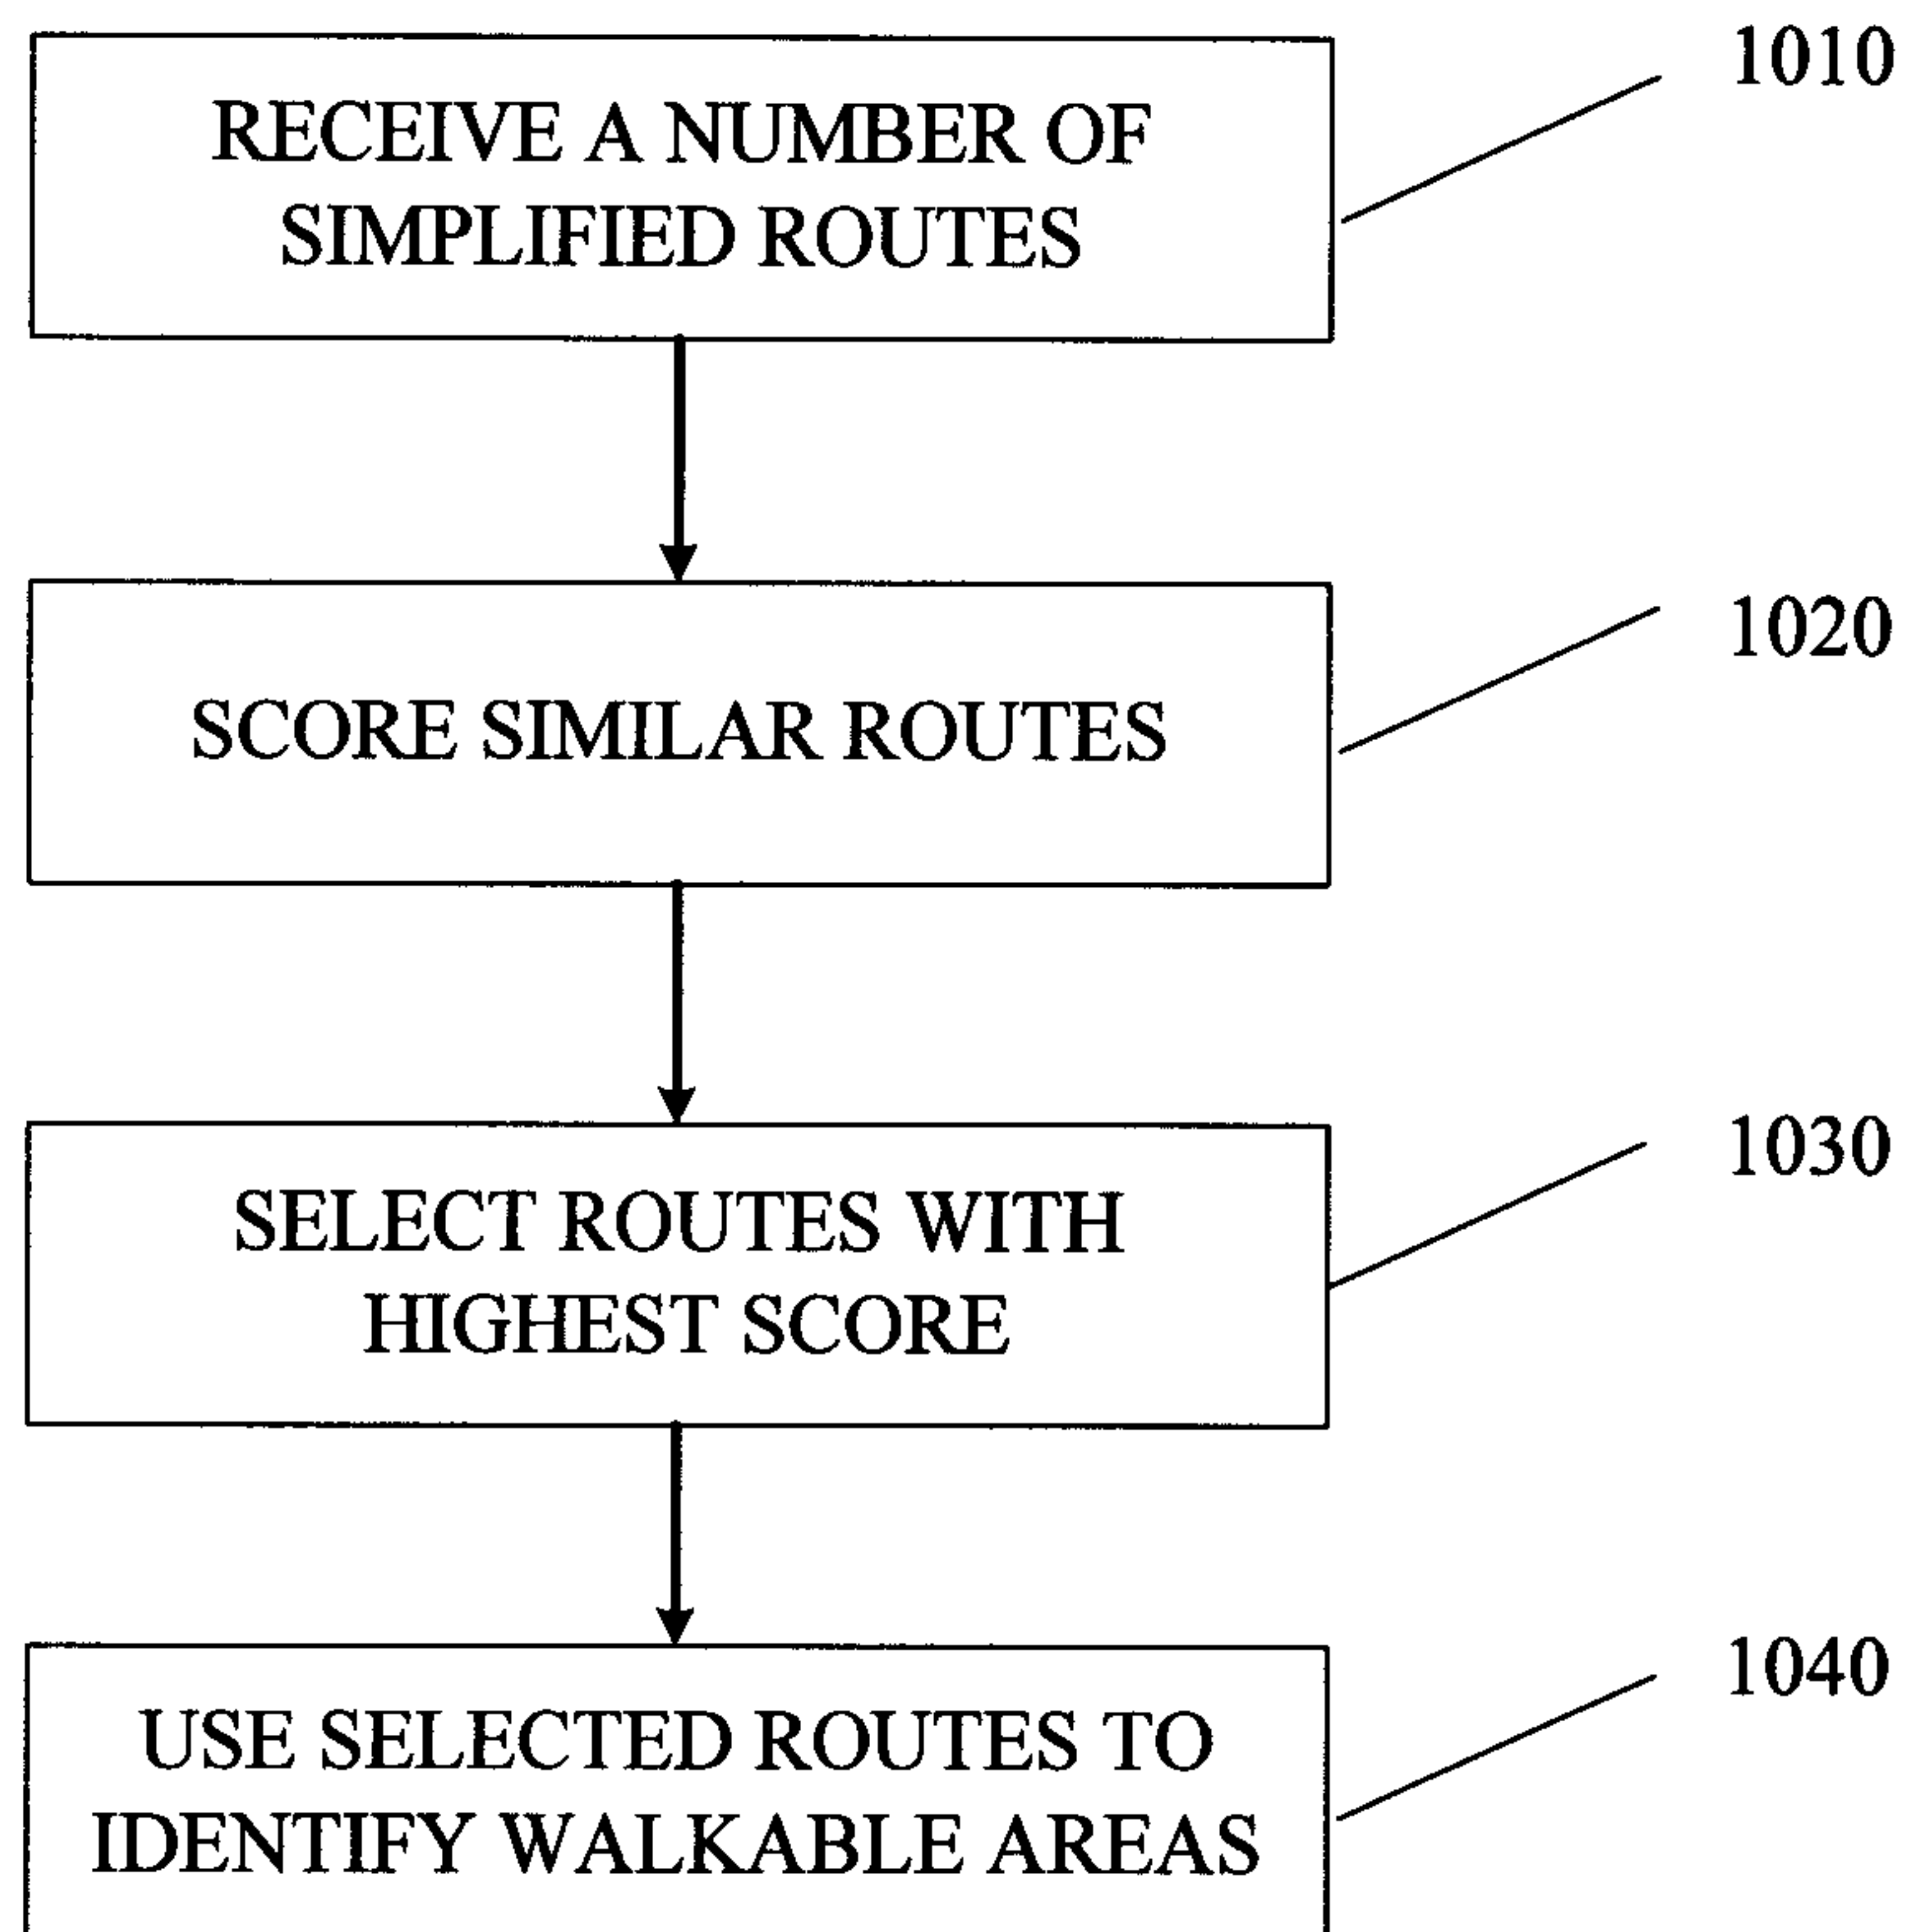 1010
RECEIVE A NUMBER OF
SIMPLIFIED ROUTES
1020
SCORE SIMILAR ROUTES
1030
SELECT ROUTES WITH
HIGHEST SCORE
1040
USE SELECTED ROUTES TO
IDENTIFY WALKABLE AREAS